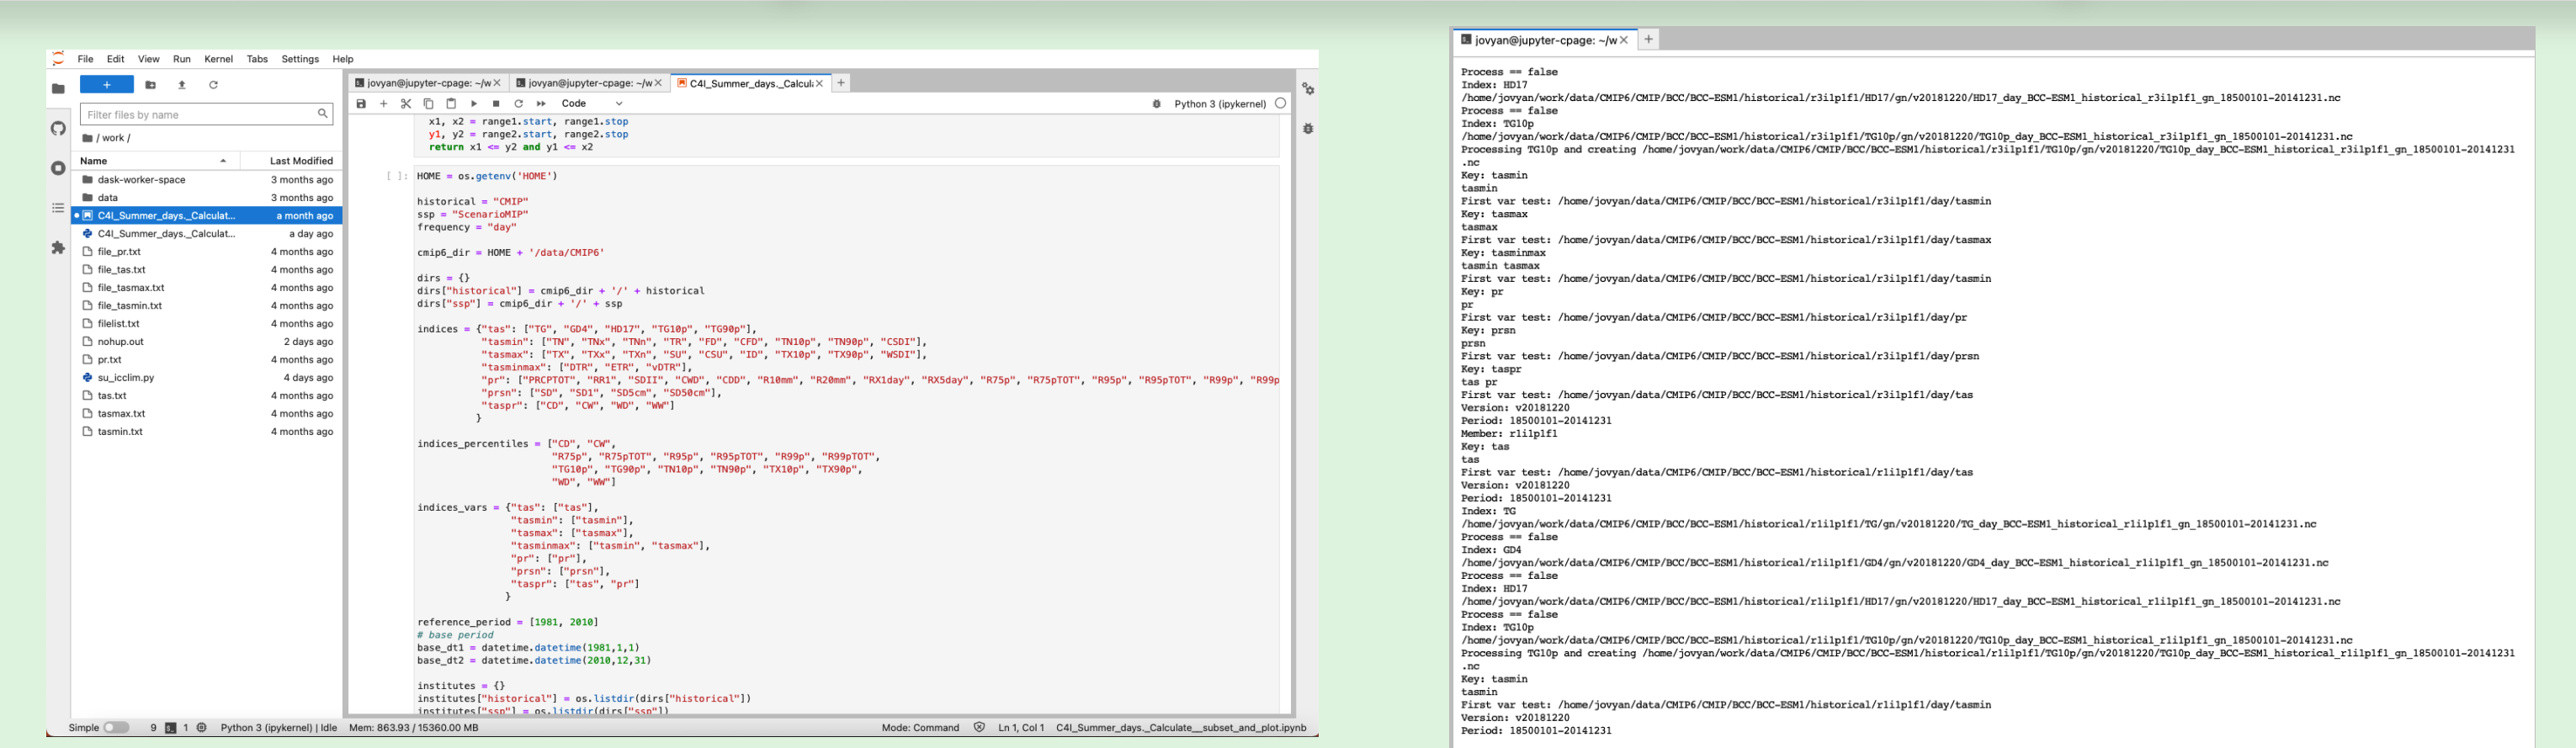 File Edit View Run Kernel Tabs Settings Help
jovyan@jupyter-cpage: ~/w
jovyan@jupyter-cpage: ~/w
C4I_Summer_days._Calcul
Filter files by name
/ work /
Name Last Modified
dask-worker-space 3 months ago
data 3 months ago
C4I_Summer_days._Calculat... a month ago
C4I_Summer_days._Calculat... a day ago
file_pr.txt 4 months ago
file_tas.txt 4 months ago
file_tasmax.txt 4 months ago
file_tasmin.txt 4 months ago
filelist.txt 4 months ago
nohup.out 2 days ago
pr.txt 4 months ago
su_icclim.py 4 days ago
tas.txt 4 months ago
tasmax.txt 4 months ago
tasmin.txt 4 months ago
Code
Python 3 (ipykernel)
x1, x2 = range1.start, range1.stop
y1, y2 = range2.start, range2.stop
return x1 <= y2 and y1 <= x2
[ ]: HOME = os.getenv('HOME')
historical = "CMIP"
ssp = "ScenarioMIP"
frequency = "day"
cmip6_dir = HOME + '/data/CMIP6'
dirs = {}
dirs["historical"] = cmip6_dir + '/' + historical
dirs["ssp"] = cmip6_dir + '/' + ssp
indices = {"tas": ["TG", "GD4", "HD17", "TG10p", "TG90p"],
"tasmin": ["TN", "TNx", "TNn", "TR", "FD", "CFD", "TN10p", "TN90p", "CSDI"],
"tasmax": ["TX", "TXx", "TXn", "SU", "CSU", "ID", "TX10p", "TX90p", "WSDI"],
"tasminmax": ["DTR", "ETR", "vDTR"],
"pr": ["PRCPTOT", "RR1", "SDII", "CWD", "CDD", "R10mm", "R20mm", "RX1day", "RX5day", "R75p", "R75pTOT", "R95p", "R95pTOT", "R99p", "R99p
"prsn": ["SD", "SD1", "SD5cm", "SD50cm"],
"taspr": ["CD", "CW", "WD", "WW"]
}
indices_percentiles = ["CD", "CW",
"R75p", "R75pTOT", "R95p", "R95pTOT", "R99p", "R99pTOT",
"TG10p", "TG90p", "TN10p", "TN90p", "TX10p", "TX90p",
"WD", "WW"]
indices_vars = {"tas": ["tas"],
"tasmin": ["tasmin"],
"tasmax": ["tasmax"],
"tasminmax": ["tasmin", "tasmax"],
"pr": ["pr"],
"prsn": ["prsn"],
"taspr": ["tas", "pr"]
}
reference_period = [1981, 2010]
# base period
base_dt1 = datetime.datetime(1981,1,1)
base_dt2 = datetime.datetime(2010,12,31)
institutes = {}
institutes["historical"] = os.listdir(dirs["historical"])
institutes["ssp"] = os.listdir(dirs["ssp"])
Simple 9 1 Python 3 (ipykernel) | Idle Mem: 863.93 / 15360.00 MB Mode: Command Ln 1, Col 1 C4I_Summer_days._Calculate__subset_and_plot.ipynb
jovyan@jupyter-cpage: ~/w
Process == false
Index: HD17
/home/jovyan/work/data/CMIP6/CMIP/BCC/BCC-ESM1/historical/r3i1p1f1/HD17/gn/v20181220/HD17_day_BCC-ESM1_historical_r3i1p1f1_gn_18500101-20141231.nc
Process == false
Index: TG10p
/home/jovyan/work/data/CMIP6/CMIP/BCC/BCC-ESM1/historical/r3i1p1f1/TG10p/gn/v20181220/TG10p_day_BCC-ESM1_historical_r3i1p1f1_gn_18500101-20141231.nc
Processing TG10p and creating /home/jovyan/work/data/CMIP6/CMIP/BCC/BCC-ESM1/historical/r3i1p1f1/TG10p/gn/v20181220/TG10p_day_BCC-ESM1_historical_r3i1p1f1_gn_18500101-20141231
.nc
Key: tasmin
tasmin
First var test: /home/jovyan/data/CMIP6/CMIP/BCC/BCC-ESM1/historical/r3i1p1f1/day/tasmin
Key: tasmax
tasmax
First var test: /home/jovyan/data/CMIP6/CMIP/BCC/BCC-ESM1/historical/r3i1p1f1/day/tasmax
Key: tasminmax
tasmin tasmax
First var test: /home/jovyan/data/CMIP6/CMIP/BCC/BCC-ESM1/historical/r3i1p1f1/day/tasmin
Key: pr
pr
First var test: /home/jovyan/data/CMIP6/CMIP/BCC/BCC-ESM1/historical/r3i1p1f1/day/pr
Key: prsn
prsn
First var test: /home/jovyan/data/CMIP6/CMIP/BCC/BCC-ESM1/historical/r3i1p1f1/day/prsn
Key: taspr
tas pr
First var test: /home/jovyan/data/CMIP6/CMIP/BCC/BCC-ESM1/historical/r3i1p1f1/day/tas
Version: v20181220
Period: 18500101-20141231
Member: r1i1p1f1
Key: tas
tas
First var test: /home/jovyan/data/CMIP6/CMIP/BCC/BCC-ESM1/historical/r1i1p1f1/day/tas
Version: v20181220
Period: 18500101-20141231
Index: TG
/home/jovyan/work/data/CMIP6/CMIP/BCC/BCC-ESM1/historical/r1i1p1f1/TG/gn/v20181220/TG_day_BCC-ESM1_historical_r1i1p1f1_gn_18500101-20141231.nc
Process == false
Index: GD4
/home/jovyan/work/data/CMIP6/CMIP/BCC/BCC-ESM1/historical/r1i1p1f1/GD4/gn/v20181220/GD4_day_BCC-ESM1_historical_r1i1p1f1_gn_18500101-20141231.nc
Process == false
Index: HD17
/home/jovyan/work/data/CMIP6/CMIP/BCC/BCC-ESM1/historical/r1i1p1f1/HD17/gn/v20181220/HD17_day_BCC-ESM1_historical_r1i1p1f1_gn_18500101-20141231.nc
Process == false
Index: TG10p
/home/jovyan/work/data/CMIP6/CMIP/BCC/BCC-ESM1/historical/r1i1p1f1/TG10p/gn/v20181220/TG10p_day_BCC-ESM1_historical_r1i1p1f1_gn_18500101-20141231.nc
Processing TG10p and creating /home/jovyan/work/data/CMIP6/CMIP/BCC/BCC-ESM1/historical/r1i1p1f1/TG10p/gn/v20181220/TG10p_day_BCC-ESM1_historical_r1i1p1f1_gn_18500101-20141231
.nc
Key: tasmin
tasmin
First var test: /home/jovyan/data/CMIP6/CMIP/BCC/BCC-ESM1/historical/r1i1p1f1/day/tasmin
Version: v20181220
Period: 18500101-20141231